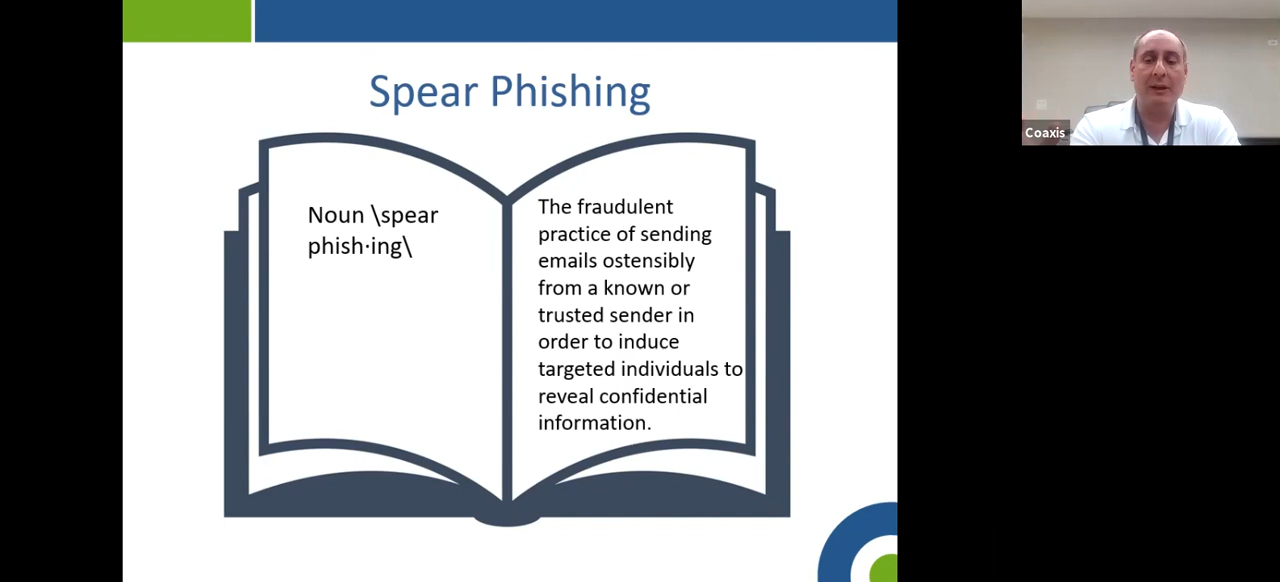 Spear Phishing
Noun \spear
phish·ing\
The fraudulent
practice of sending
emails ostensibly
from a known or
trusted sender in
order to induce
targeted individuals to
reveal confidential
information.
Coaxis